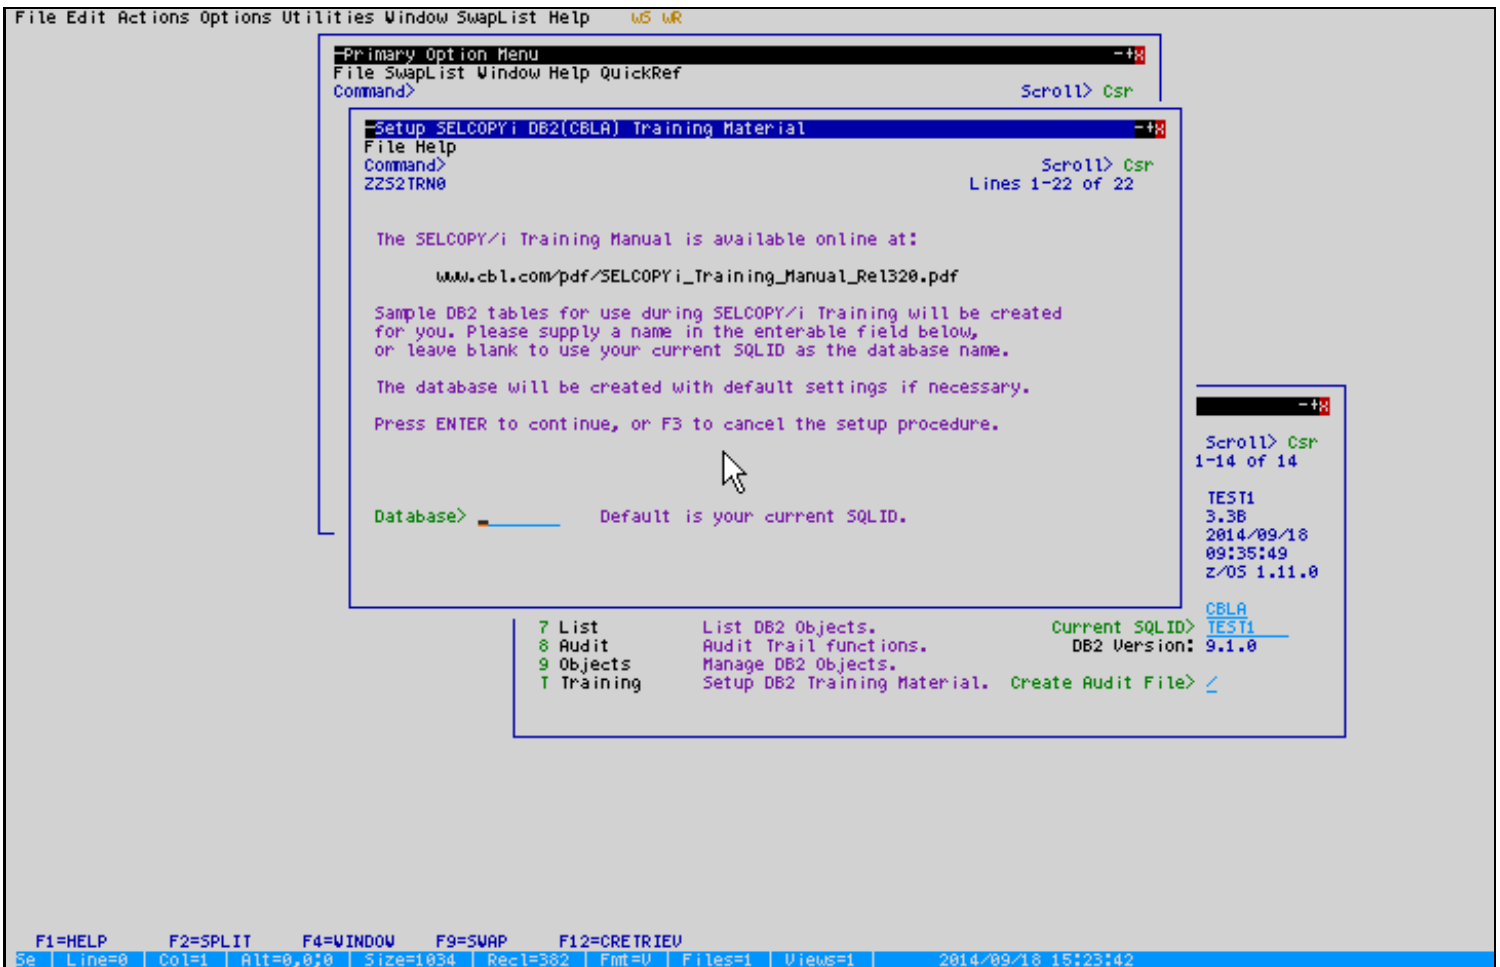 File Edit Actions Options Utilities Window SwapList Help wS wR
Primary Option Menu -+x
File SwapList Window Help QuickRef
Command> Scroll> Csr
Setup SELCOPYi DB2(CBLA) Training Material -+x
File Help
Command> Scroll> Csr
ZZS2TRN0 Lines 1-22 of 22
The SELCOPY/i Training Manual is available online at:
www.cbl.com/pdf/SELCOPYi_Training_Manual_Rel320.pdf
Sample DB2 tables for use during SELCOPY/i Training will be created
for you. Please supply a name in the enterable field below,
or leave blank to use your current SQLID as the database name.
The database will be created with default settings if necessary.
Press ENTER to continue, or F3 to cancel the setup procedure.
Database> Default is your current SQLID.
-+x
Scroll> Csr
1-14 of 14
TEST1
3.3B
2014/09/18
09:35:49
z/OS 1.11.0
CBLA
7 List List DB2 Objects. Current SQLID> TEST1
8 Audit Audit Trail functions. DB2 Version: 9.1.0
9 Objects Manage DB2 Objects.
T Training Setup DB2 Training Material. Create Audit File> /
F1=HELP F2=SPLIT F4=WINDOW F9=SWAP F12=CRETRIEV
Se | Line=0 | Col=1 | Alt=0,0;0 | Size=1034 | Recl=382 | Fmt=V | Files=1 | Views=1 | 2014/09/18 15:23:42